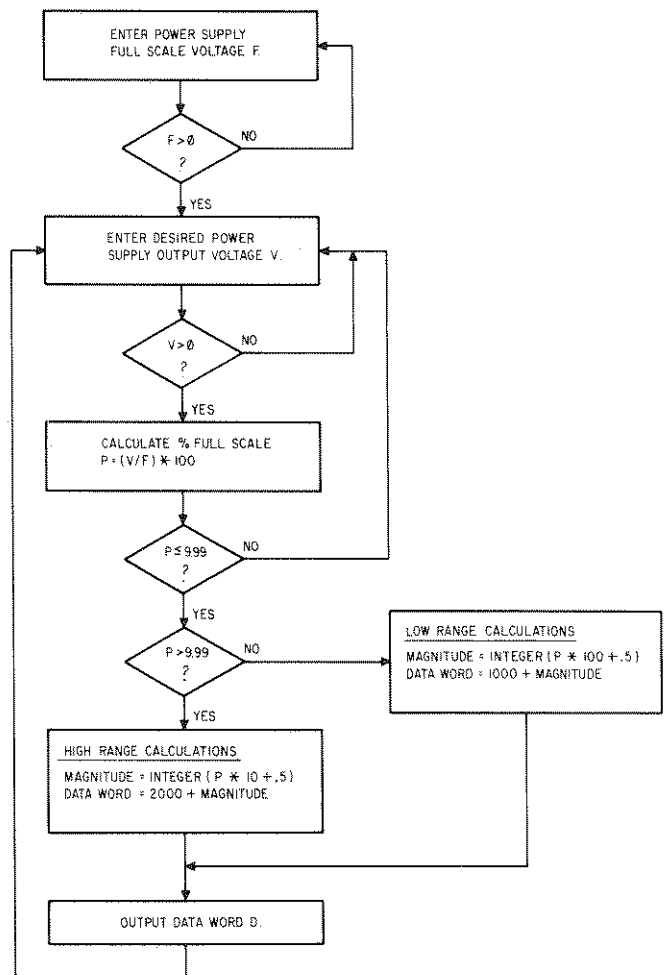 ENTER POWER SUPPLY
FULL SCALE VOLTAGE F.
F > 0
?
NO
YES
ENTER DESIRED POWER
SUPPLY OUTPUT VOLTAGE V.
V > 0
?
NO
YES
CALCULATE % FULL SCALE
P = (V/F) * 100
P ≤ 9.99
?
NO
YES
P > 9.99
?
NO
YES
LOW RANGE CALCULATIONS
MAGNITUDE = INTEGER (P * 100 + .5)
DATA WORD = 1000 + MAGNITUDE
HIGH RANGE CALCULATIONS
MAGNITUDE = INTEGER (P * 10 + .5)
DATA WORD = 2000 + MAGNITUDE
OUTPUT DATA WORD D.